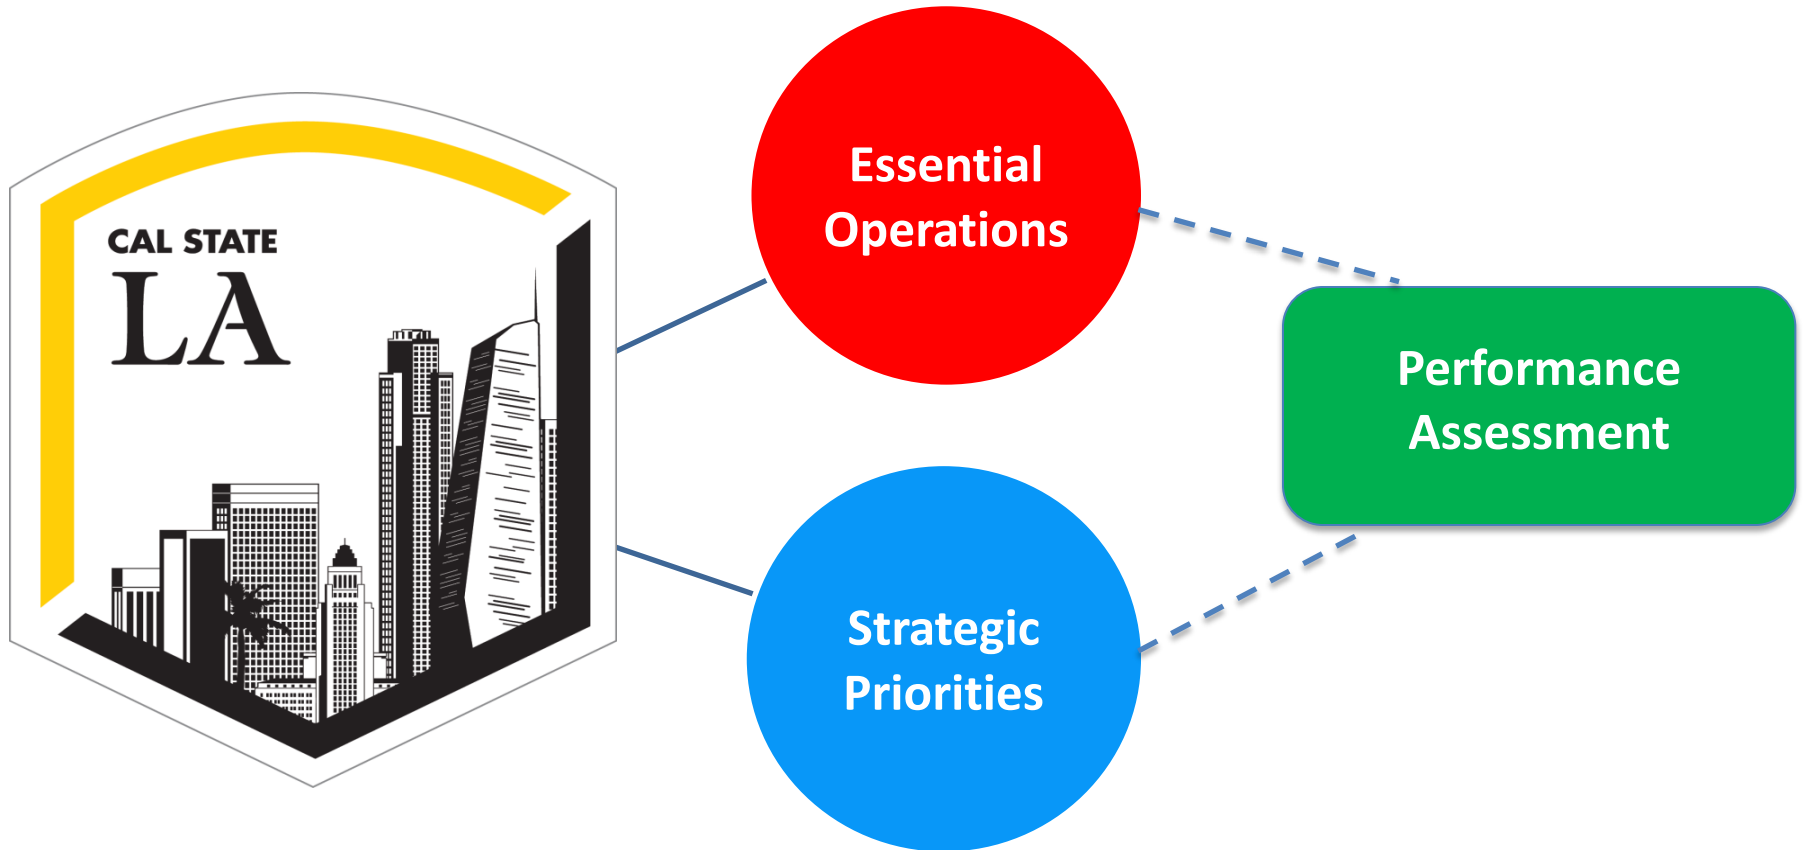 CAL STATE
LA
Essential
Operations
Performance
Assessment
Strategic
Priorities